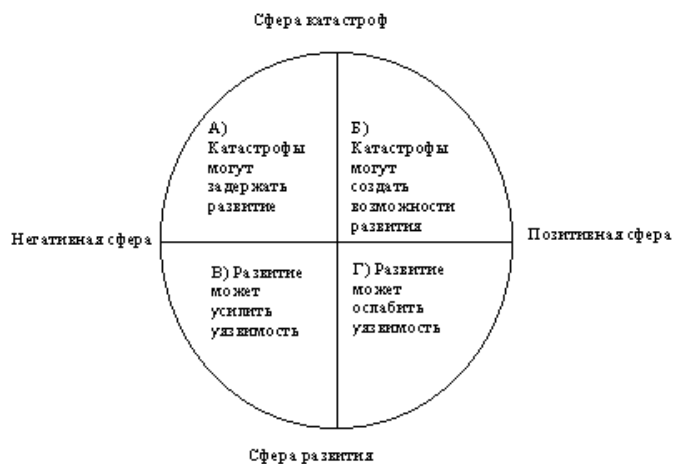 Сфера катастроф
А)
Катастрофы
могут
задержать
развитие
Б)
Катастрофы
могут
создать
возможности
развития
Негативная сфера
Позитивная сфера
В) Развитие
может
усилить
уязвимость
Г) Развитие
может
ослабить
уязвимость
Сфера развития